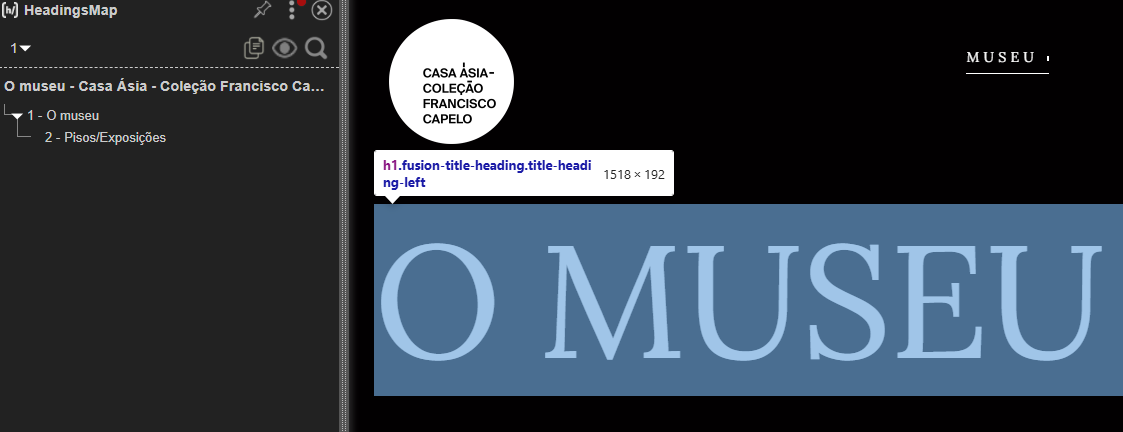 HeadingsMap
1
O museu - Casa Ásia - Coleção Francisco Ca...
1 - O museu
2 - Pisos/Exposições
CASA ÁSIA-
COLEÇÃO
FRANCISCO
CAPELO
MUSEU
h1.fusion-title-heading.title-headi
ng-left
1518 × 192
O MUSEU